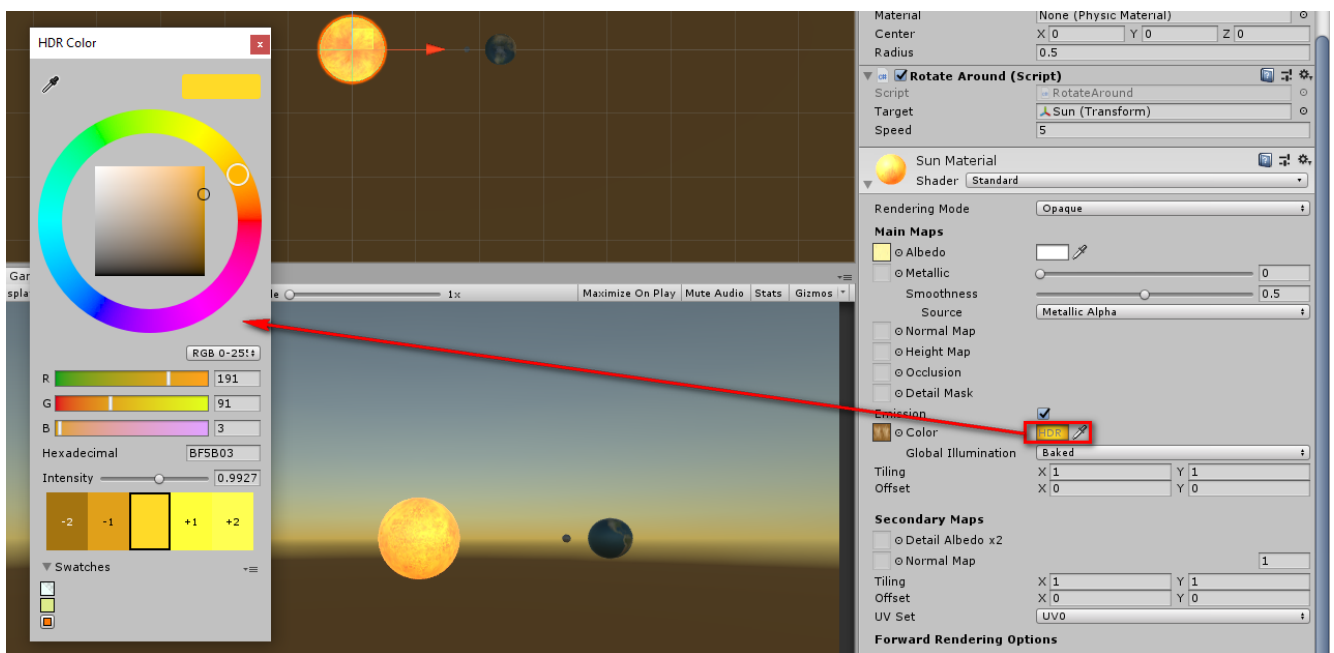 HDR Color
x
RGB 0-25
R 191
G 91
B 3
Hexadecimal BF5B03
Intensity 0.9927
-2 -1 +1 +2
Swatches
1x Maximize On Play Mute Audio Stats Gizmos
Material None (Physic Material)
Center X 0 Y 0 Z 0
Radius 0.5
Rotate Around (Script)
Script RotateAround
Target Sun (Transform)
Speed 5
Sun Material
Shader Standard
Rendering Mode Opaque
Main Maps
Albedo
Metallic 0
Smoothness 0.5
Source Metallic Alpha
Normal Map
Height Map
Occlusion
Detail Mask
Emission
Color HDR
Global Illumination Baked
Tiling X 1 Y 1
Offset X 0 Y 0
Secondary Maps
Detail Albedo x2
Normal Map 1
Tiling X 1 Y 1
Offset X 0 Y 0
UV Set UV0
Forward Rendering Options